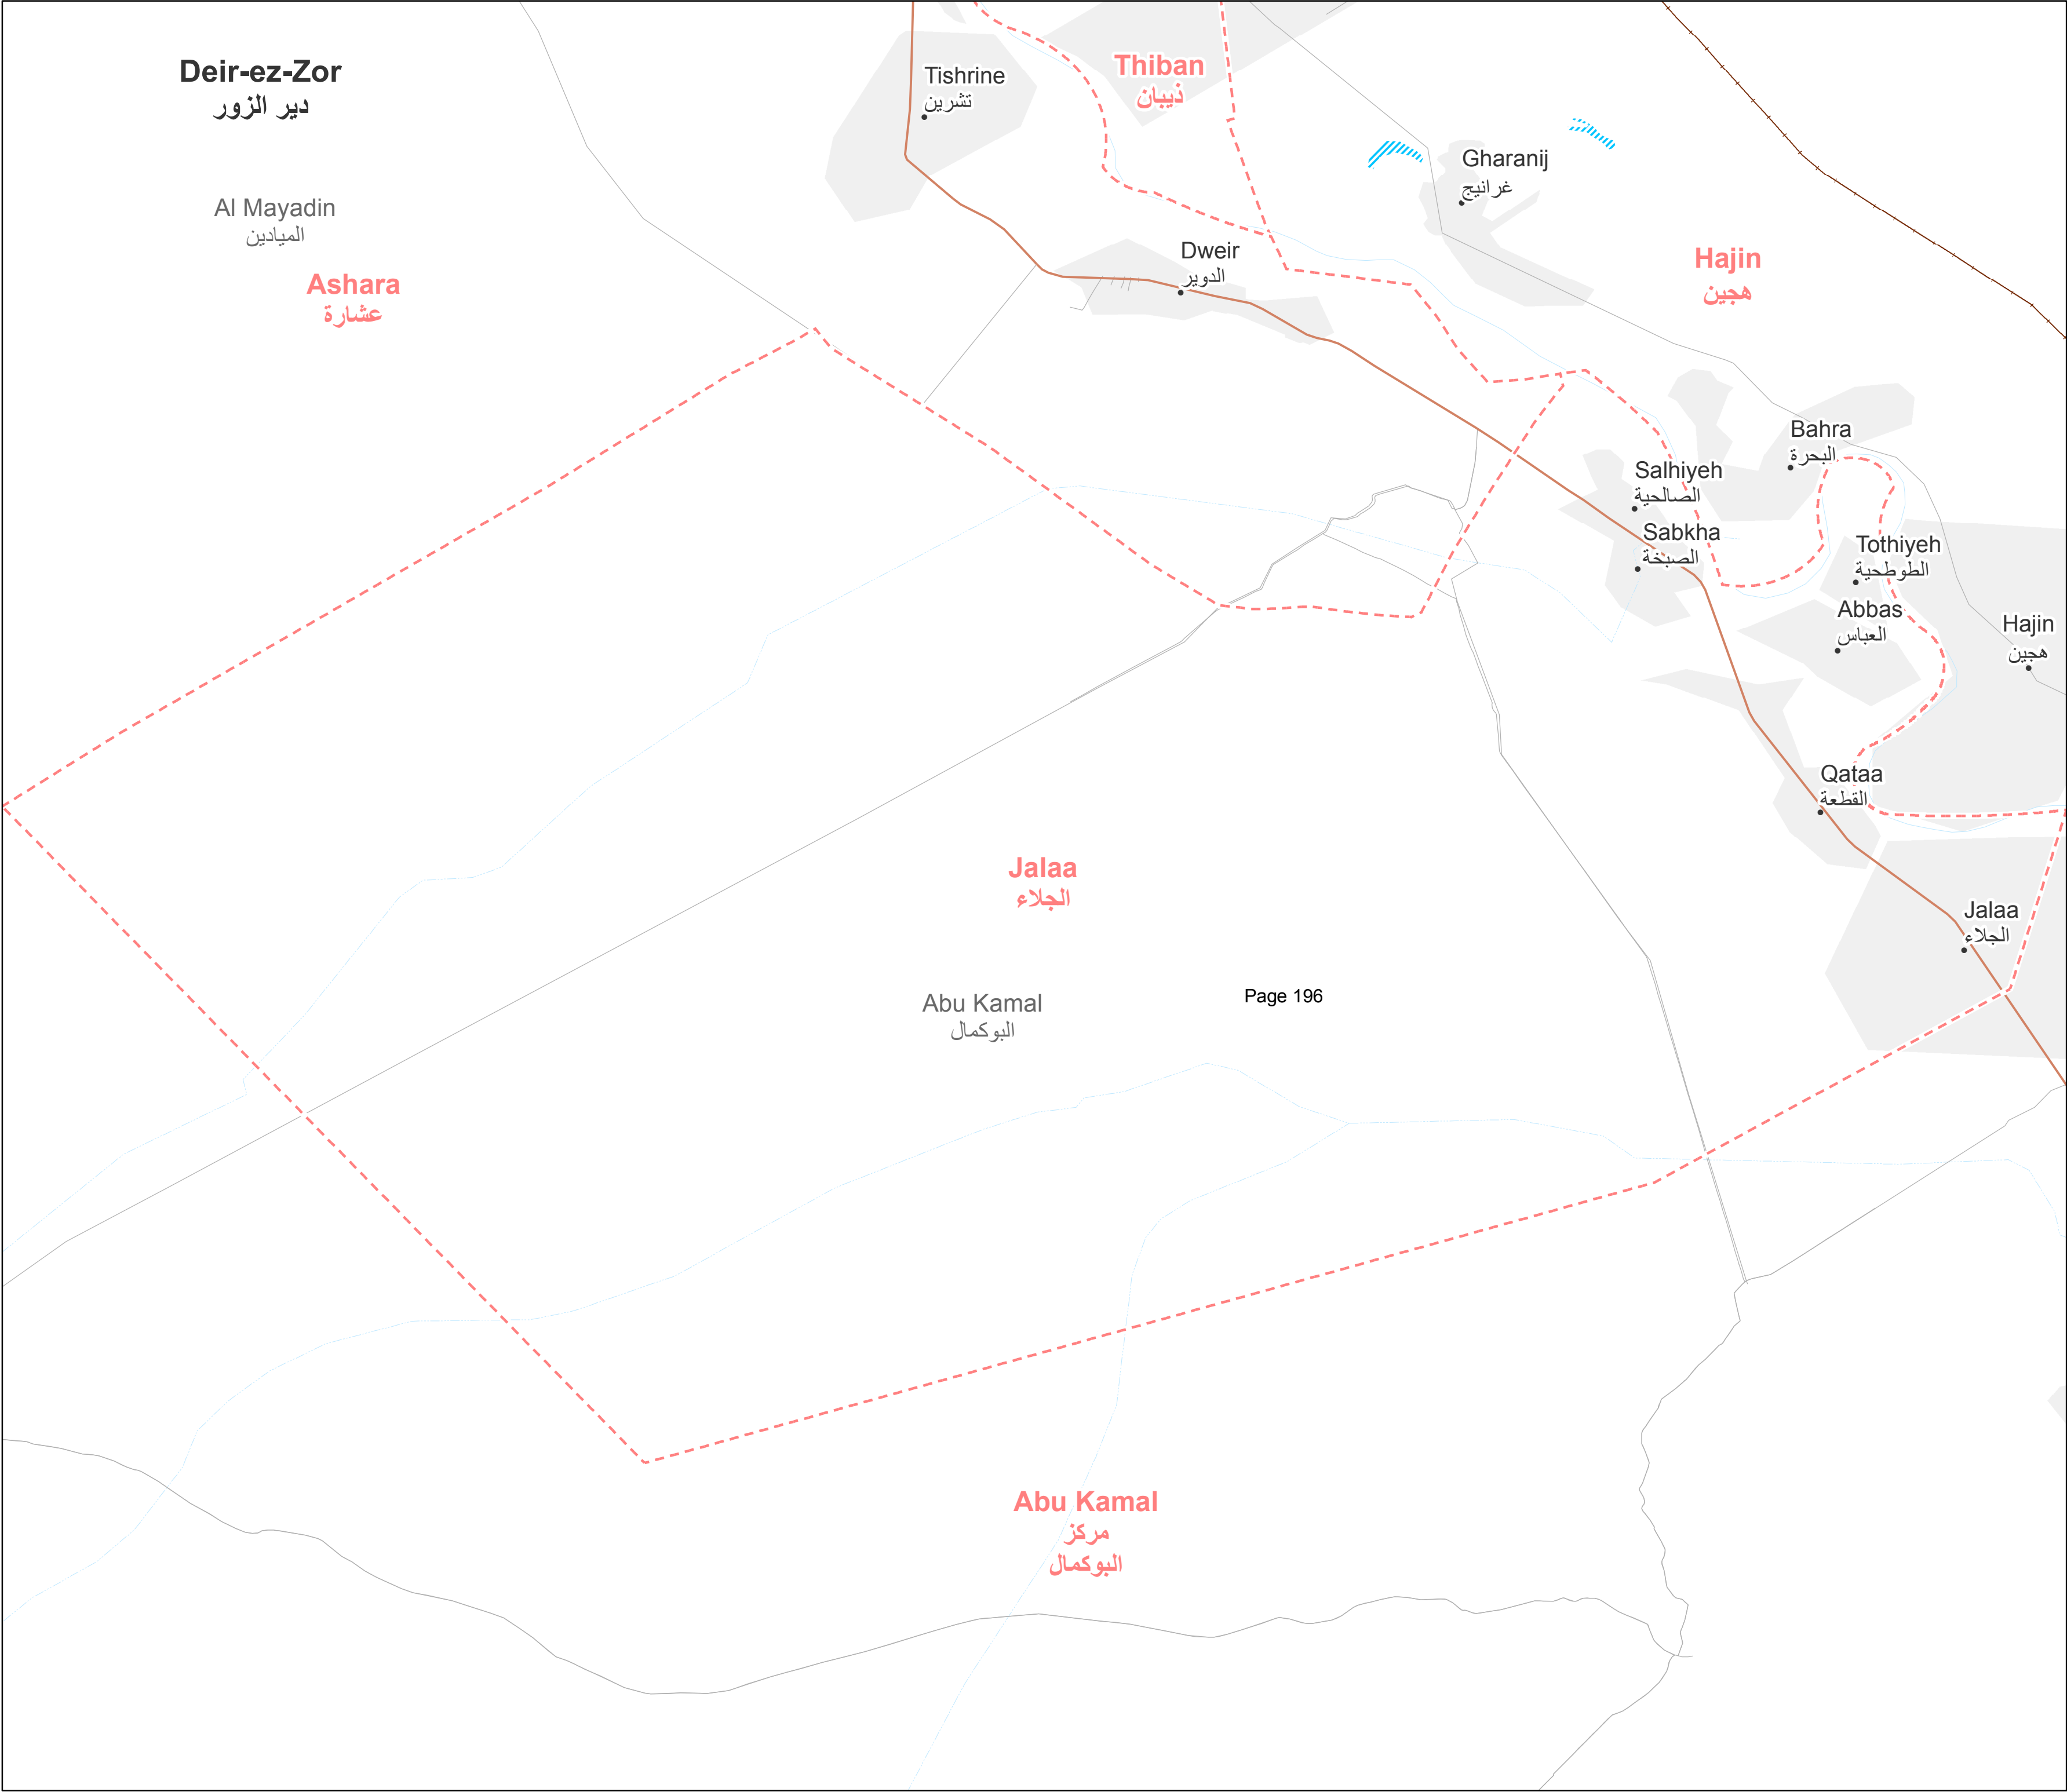 Deir-ez-Zor
دير الزور
Tishrine
تشرين
Thiban
ذيبان
Gharanij
غرانيج
Al Mayadin
الميادين
Ashara
عشارة
Dweir
الدوير
Hajin
هجين
Bahra
البحرة
Salhiyeh
الصالحية
Sabkha
الصبخة
Tothiyeh
الطوطحية
Abbas
العباس
Hajin
هجين
Qataa
القطعة
Jalaa
الجلاء
Jalaa
الجلاء
Abu Kamal
البوكمال
Page 196
Abu Kamal
مركز
البوكمال